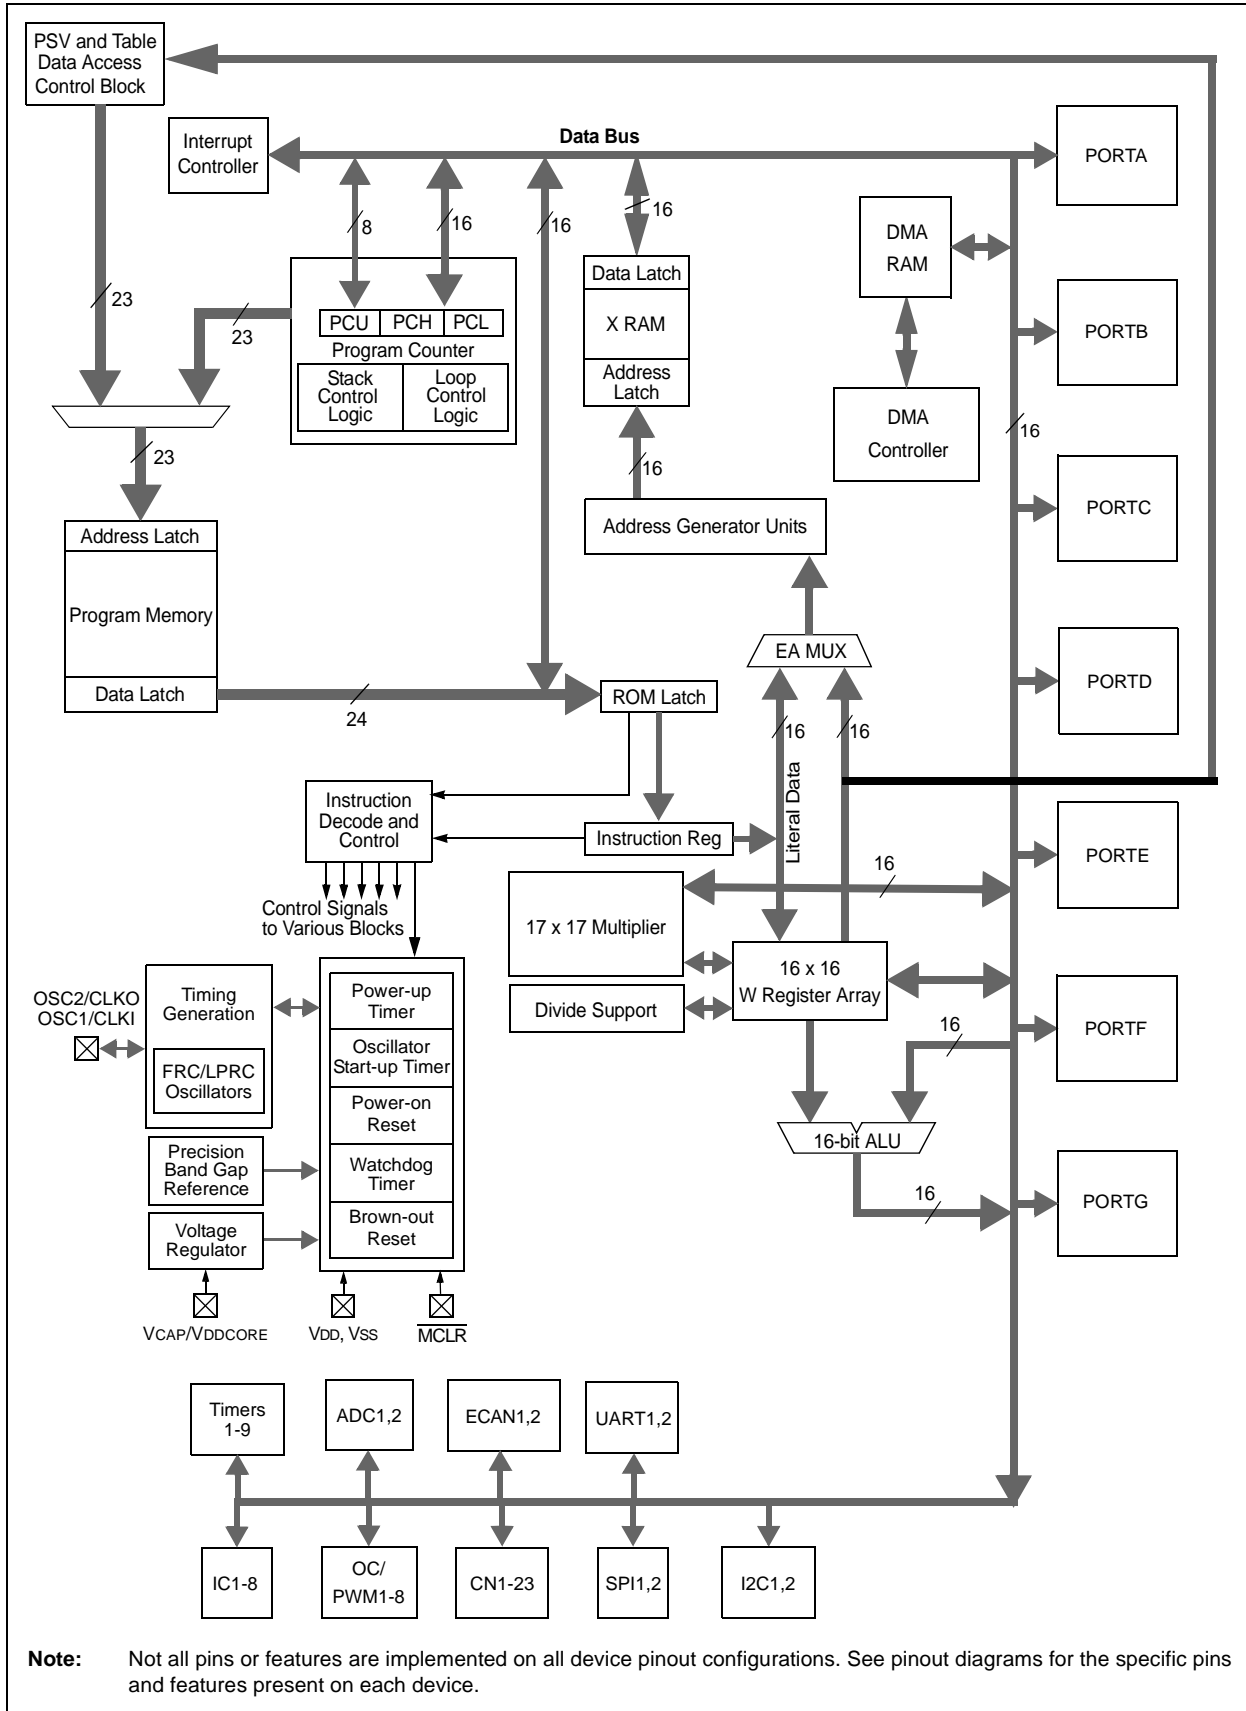 PSV and Table
Data Access
Control Block
Interrupt
Controller
Data Bus
PORTA
8
16
16
16
DMA
RAM
23
23
PCU
PCH
PCL
Program Counter
Stack
Control
Logic
Loop
Control
Logic
Data Latch
X RAM
Address
Latch
PORTB
DMA
Controller
16
23
16
PORTC
Address Latch
Program Memory
Data Latch
Address Generator Units
EA MUX
PORTD
24
ROM Latch
16
16
Instruction
Decode and
Control
Instruction Reg
Literal Data
PORTE
16
Control Signals
to Various Blocks
17 x 17 Multiplier
16 x 16
W Register Array
Divide Support
OSC2/CLKO
OSC1/CLKI
Timing
Generation
FRC/LPRC
Oscillators
Power-up
Timer
Oscillator
Start-up Timer
Power-on
Reset
Watchdog
Timer
Brown-out
Reset
16
PORTF
16-bit ALU
Precision
Band Gap
Reference
Voltage
Regulator
16
PORTG
VCAP/VDDCORE
VDD, VSS
MCLR
Timers
1-9
ADC1,2
ECAN1,2
UART1,2
IC1-8
OC/
PWM1-8
CN1-23
SPI1,2
I2C1,2
Note: Not all pins or features are implemented on all device pinout configurations. See pinout diagrams for the specific pins
and features present on each device.